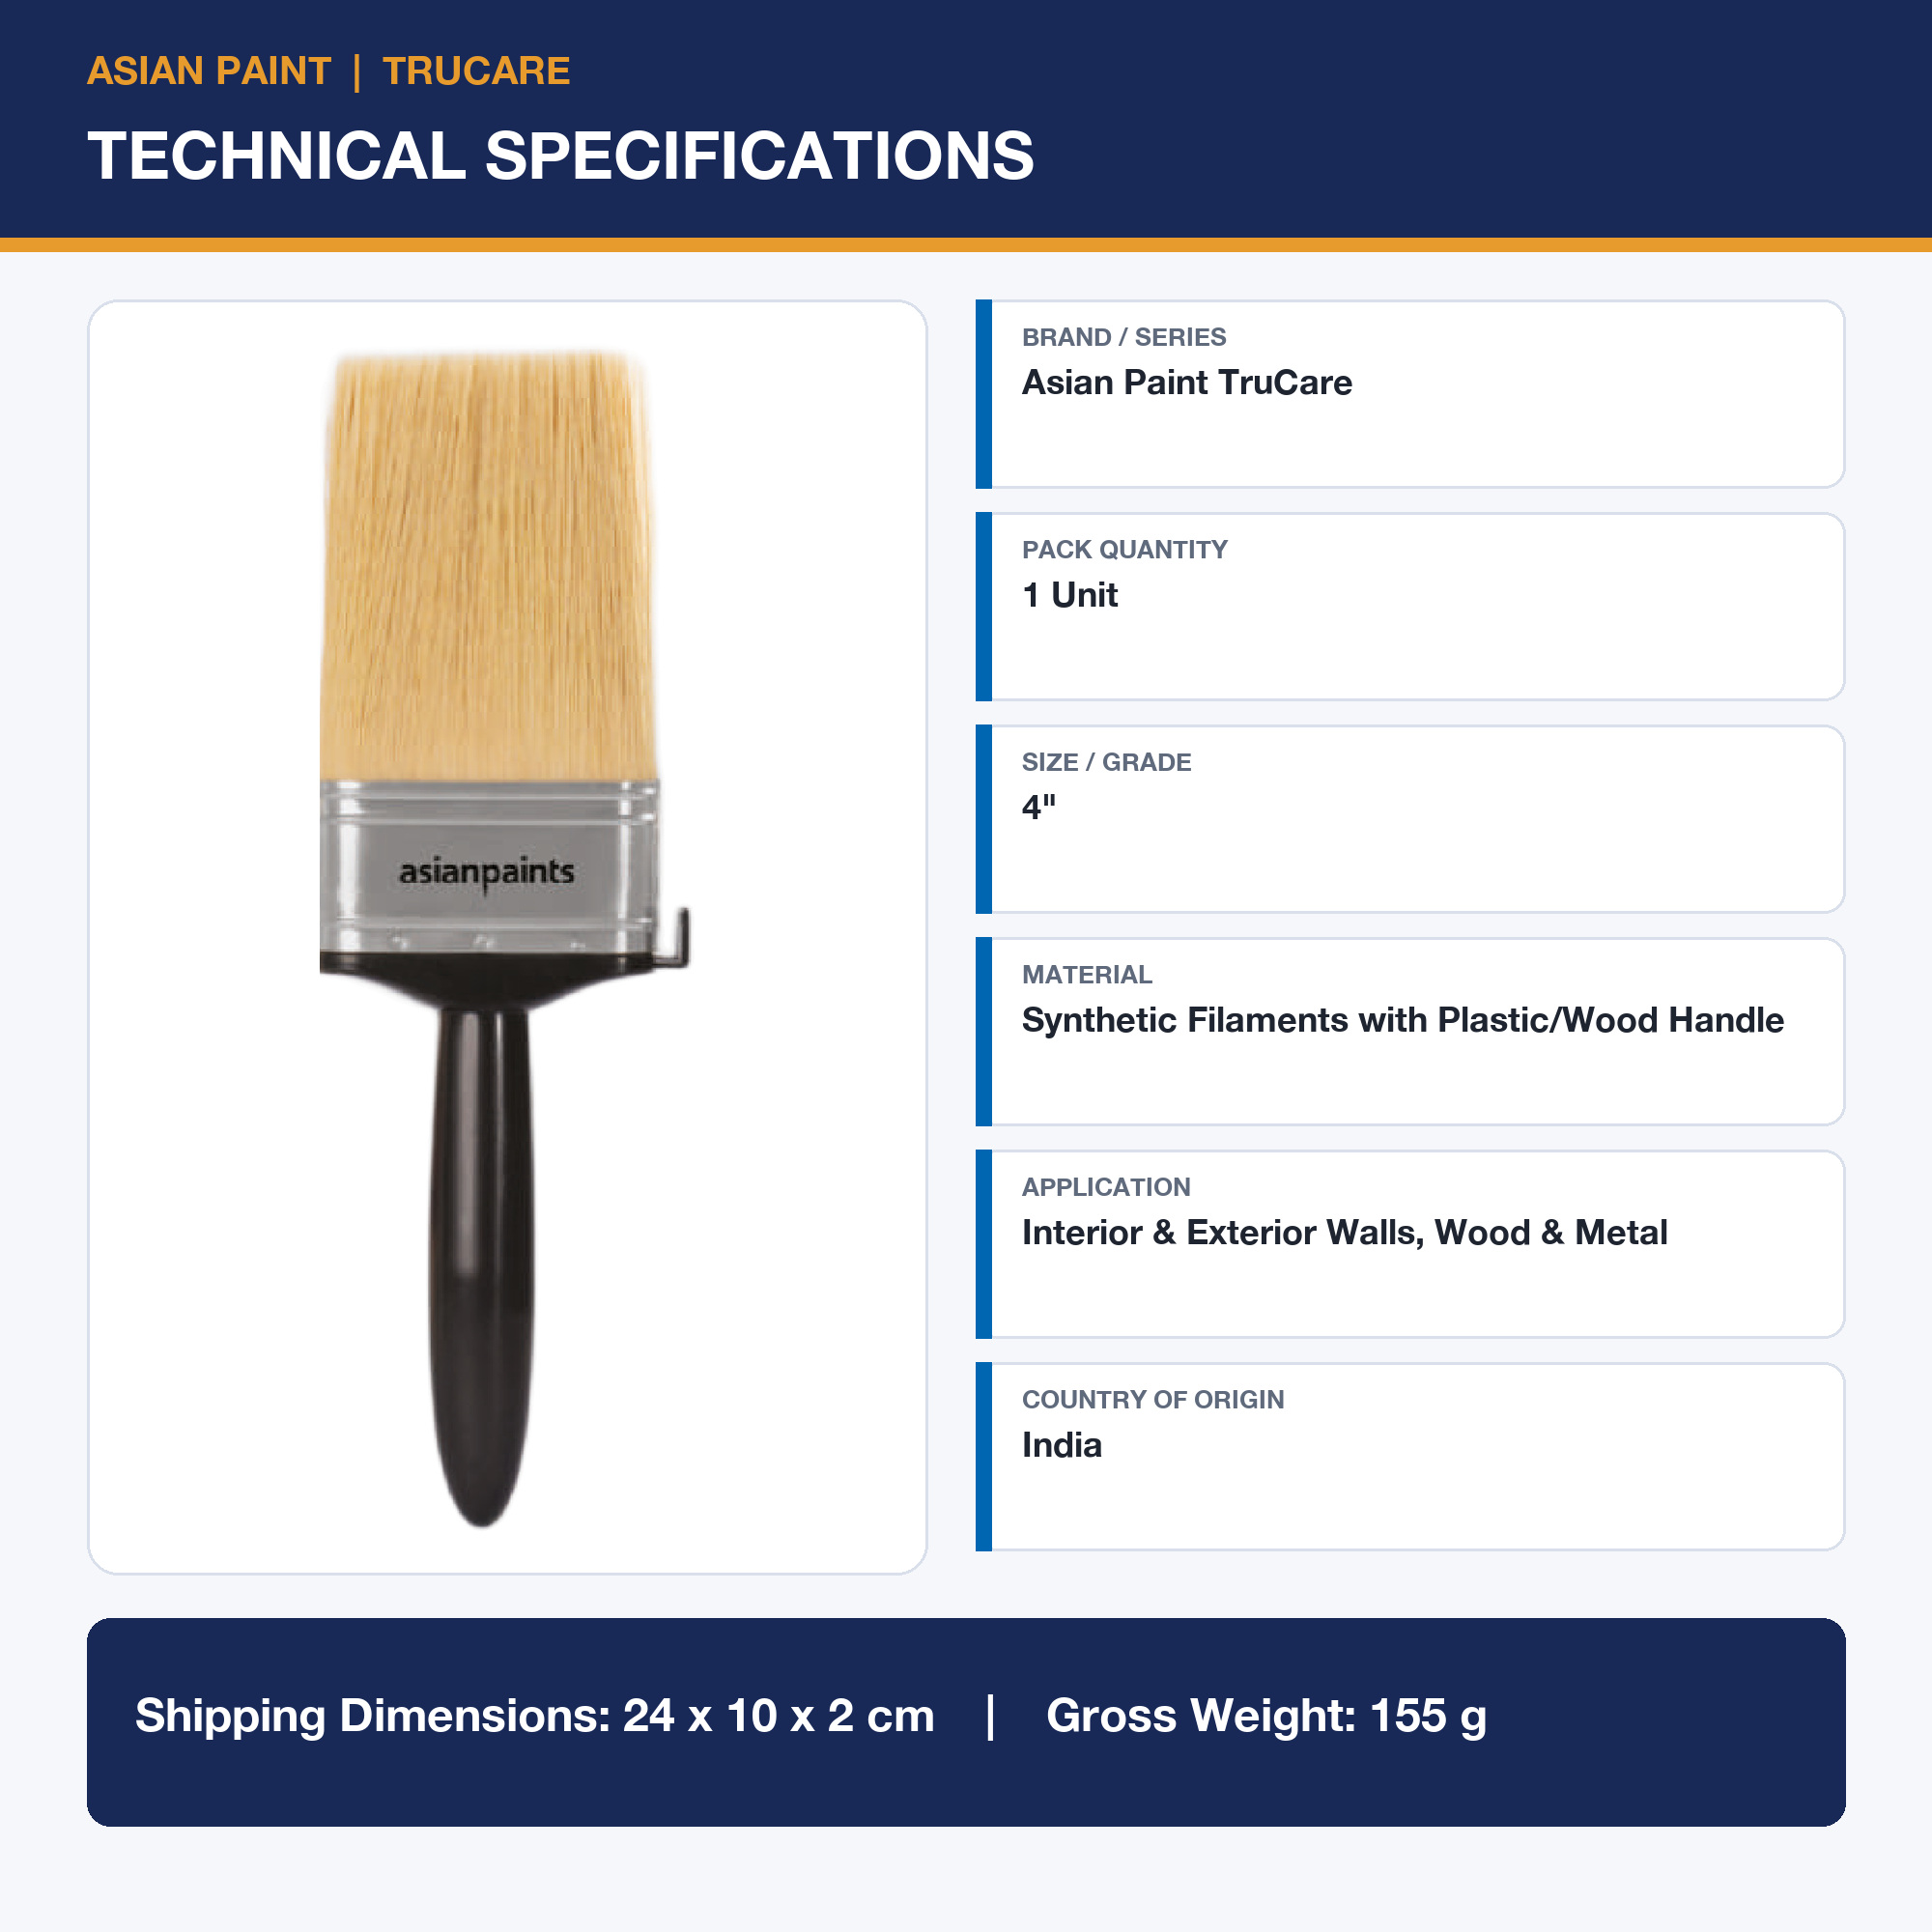 ASIAN PAINT | TRUCARE
TECHNICAL SPECIFICATIONS
asianpaints
BRAND / SERIES
Asian Paint TruCare
PACK QUANTITY
1 Unit
SIZE / GRADE
4"
MATERIAL
Synthetic Filaments with Plastic/Wood Handle
APPLICATION
Interior & Exterior Walls, Wood & Metal
COUNTRY OF ORIGIN
India
Shipping Dimensions: 24 x 10 x 2 cm | Gross Weight: 155 g